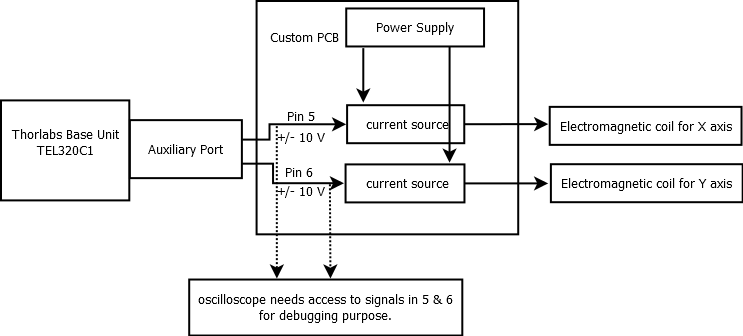 Power Supply
Custom PCB
Thorlabs Base Unit
TEL320C1
Auxiliary Port
Pin 5
+/- 10 V
current source
Electromagnetic coil for X axis
Pin 6
+/- 10 V
current source
Electromagnetic coil for Y axis
oscilloscope needs access to signals in 5 & 6
for debugging purpose.